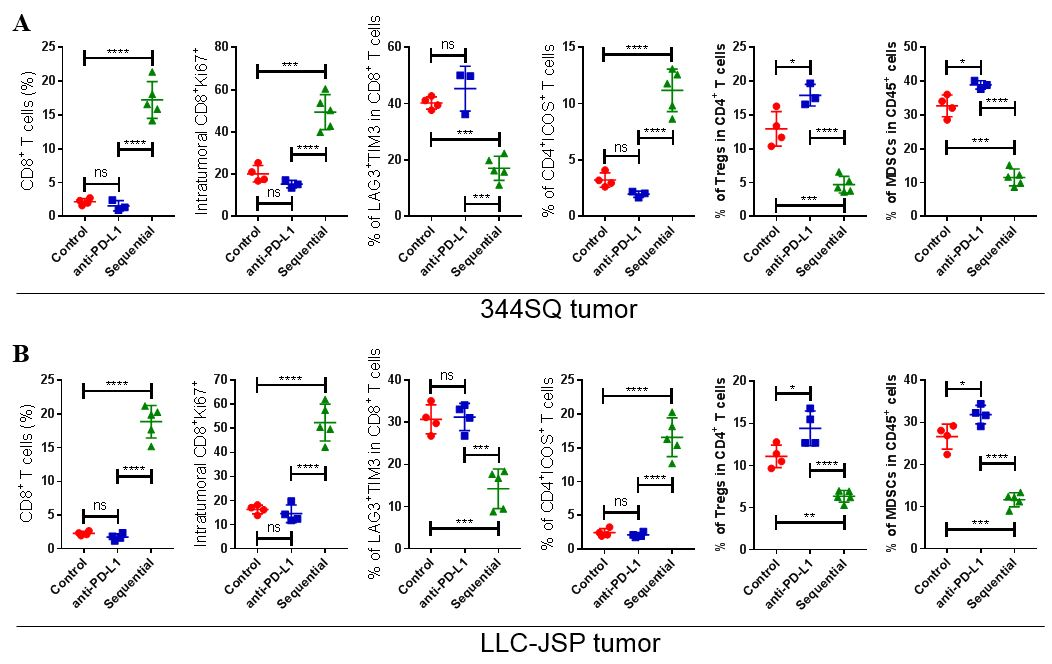 A
CD8⁺ T cells (%)
25
20
15
10
5
0
****
****
ns
Control
anti-PD-L1
Sequential
Intratumoral CD8⁺Ki67⁺
80
60
40
20
0
***
****
ns
Control
anti-PD-L1
Sequential
% of LAG3⁺TIM3 in CD8⁺ T cells
60
40
20
0
ns
***
***
Control
anti-PD-L1
Sequential
% of CD4⁺ICOS⁺ T cells
15
10
5
0
****
****
ns
Control
anti-PD-L1
Sequential
% of Tregs in CD4⁺ T cells
25
20
15
10
5
0
*
****
***
Control
anti-PD-L1
Sequential
% of MDSCs in CD45⁺ cells
50
40
30
20
10
0
*
****
***
Control
anti-PD-L1
Sequential
344SQ tumor
B
CD8⁺ T cells (%)
25
20
15
10
5
0
****
****
ns
Control
anti-PD-L1
Sequential
Intratumoral CD8⁺Ki67⁺
70
60
50
40
30
20
10
0
****
****
ns
Control
anti-PD-L1
Sequential
% of LAG3⁺TIM3 in CD8⁺ T cells
40
30
20
10
0
ns
***
***
Control
anti-PD-L1
Sequential
% of CD4⁺ICOS⁺ T cells
25
20
15
10
5
0
****
****
ns
Control
anti-PD-L1
Sequential
% of Tregs in CD4⁺ T cells
20
15
10
5
0
*
****
**
Control
anti-PD-L1
Sequential
% of MDSCs in CD45⁺ cells
40
30
20
10
0
*
****
***
Control
anti-PD-L1
Sequential
LLC-JSP tumor